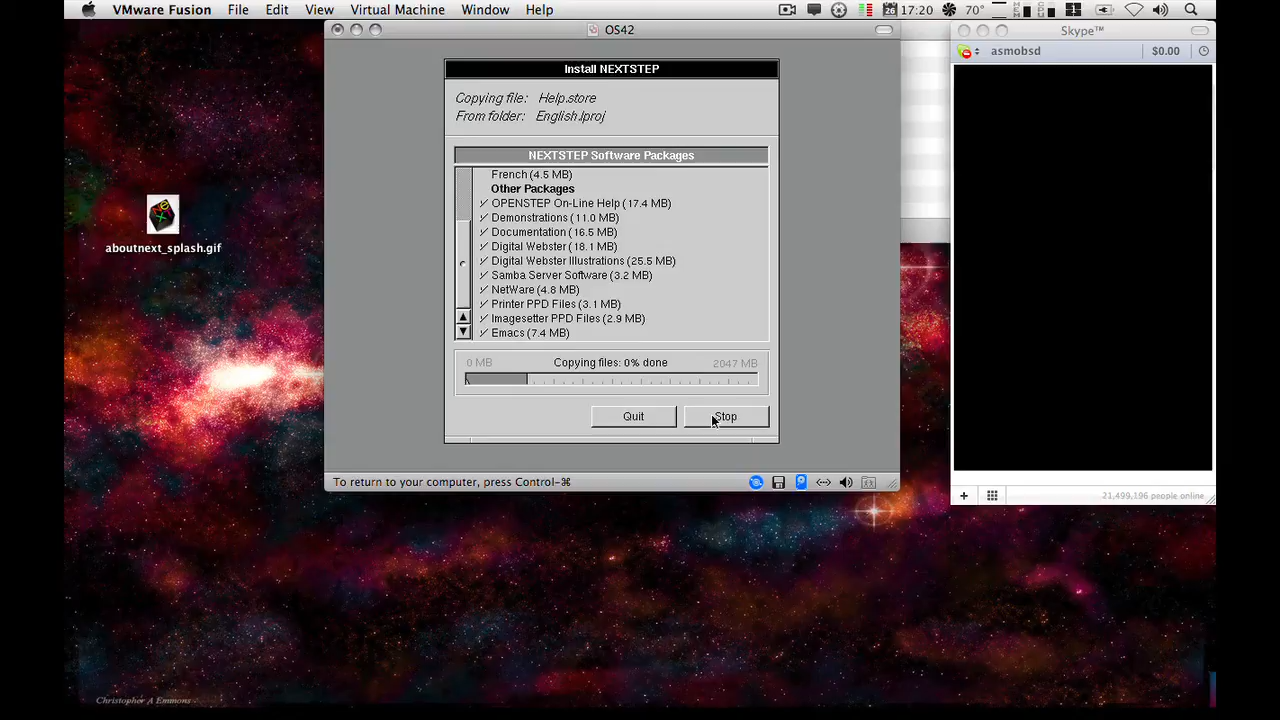 VMware Fusion File Edit View Virtual Machine Window Help 26 17:20 70°
OS42
Skype™
asmobsd $0.00
Install NEXTSTEP
Copying file: Help.store
From folder: English.lproj
NEXTSTEP Software Packages
French (4.5 MB)
Other Packages
OPENSTEP On-Line Help (17.4 MB)
Demonstrations (11.0 MB)
Documentation (16.5 MB)
Digital Webster (18.1 MB)
Digital Webster Illustrations (25.5 MB)
Samba Server Software (3.2 MB)
NetWare (4.8 MB)
Printer PPD Files (3.1 MB)
Imagesetter PPD Files (2.9 MB)
Emacs (7.4 MB)
0 MB Copying files: 0% done 2047 MB
Quit Stop
To return to your computer, press Control-⌘
aboutnext_splash.gif
21,499,196 people online
Christopher A Emmons